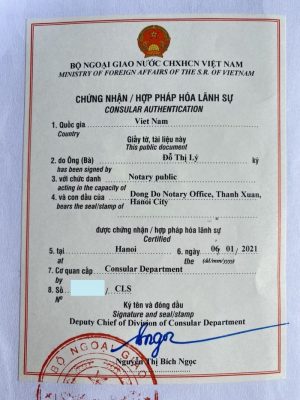 BỘ NGOẠI GIAO NƯỚC CHXHCN VIỆT NAM
MINISTRY OF FOREIGN AFFAIRS OF THE S.R. OF VIETNAM
CHỨNG NHẬN / HỢP PHÁP HÓA LÃNH SỰ
CONSULAR AUTHENTICATION
1. Quốc gia Viet Nam
Country
Giấy tờ, tài liệu này
This public document
2. do Ông (Bà) Đỗ Thị Lý ký
has been signed by
3. với chức danh Notary public
acting in the capacity of
4. và con dấu của Dong Do Notary Office, Thanh Xuan,
bears the seal/stamp of Hanoi City
được chứng nhận / hợp pháp hóa lãnh sự
Certified
5. tại Hanoi 6. ngày 06/01/2021
at the (dd/mm/yyyy)
7. Cơ quan cấp Consular Department
by
8. Số CLS
Nº
Ký tên và đóng dấu
Signature and seal/stamp
Deputy Chief of Division of Consular Department
Nguyễn Thị Bích Ngọc
BỘ NGOẠI GIAO